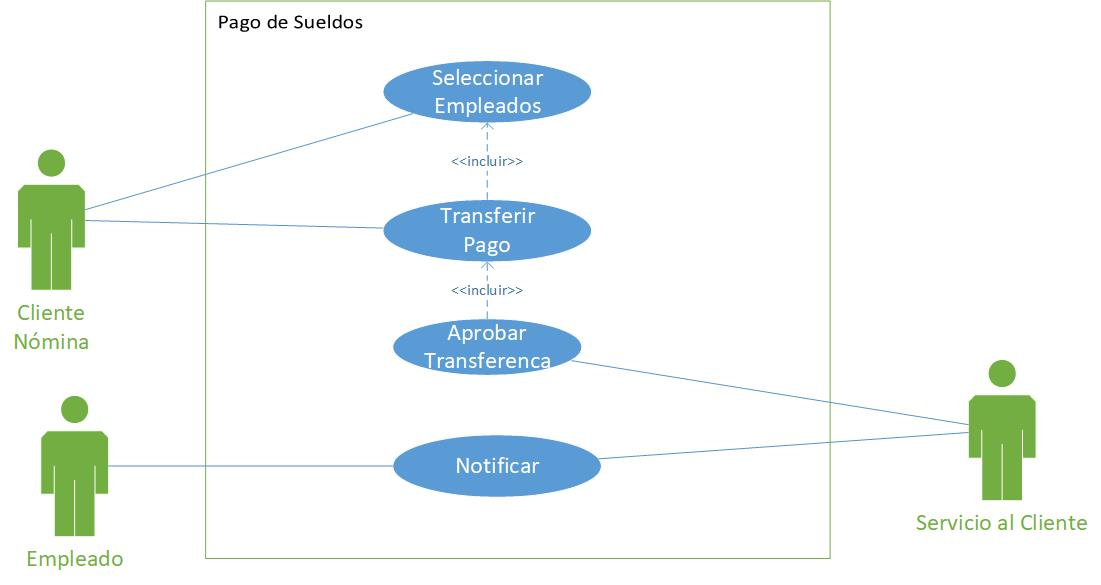 Pago de Sueldos
Seleccionar
Empleados
<<incluir>>
Transferir
Pago
<<incluir>>
Aprobar
Transferenca
Notificar
Cliente
Nómina
Empleado
Servicio al Cliente